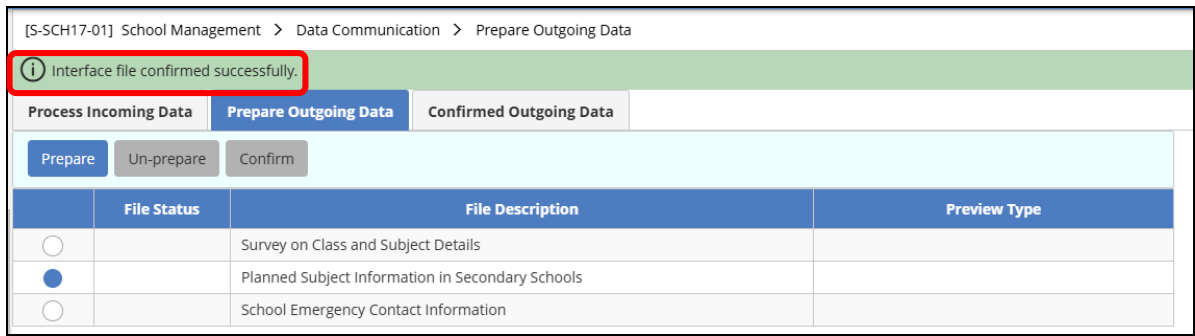 [S-SCH17-01] School Management > Data Communication > Prepare Outgoing Data
Interface file confirmed successfully.
Process Incoming Data Prepare Outgoing Data Confirmed Outgoing Data
Prepare Un-prepare Confirm
File Status File Description Preview Type
Survey on Class and Subject Details
Planned Subject Information in Secondary Schools
School Emergency Contact Information